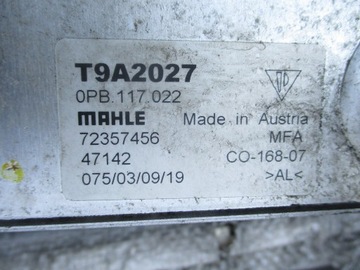 T9A2027
0PB.117.022
MAHLE Made in Austria
72357456 MFA
47142 CO-168-07
075/03/09/19 >AL<